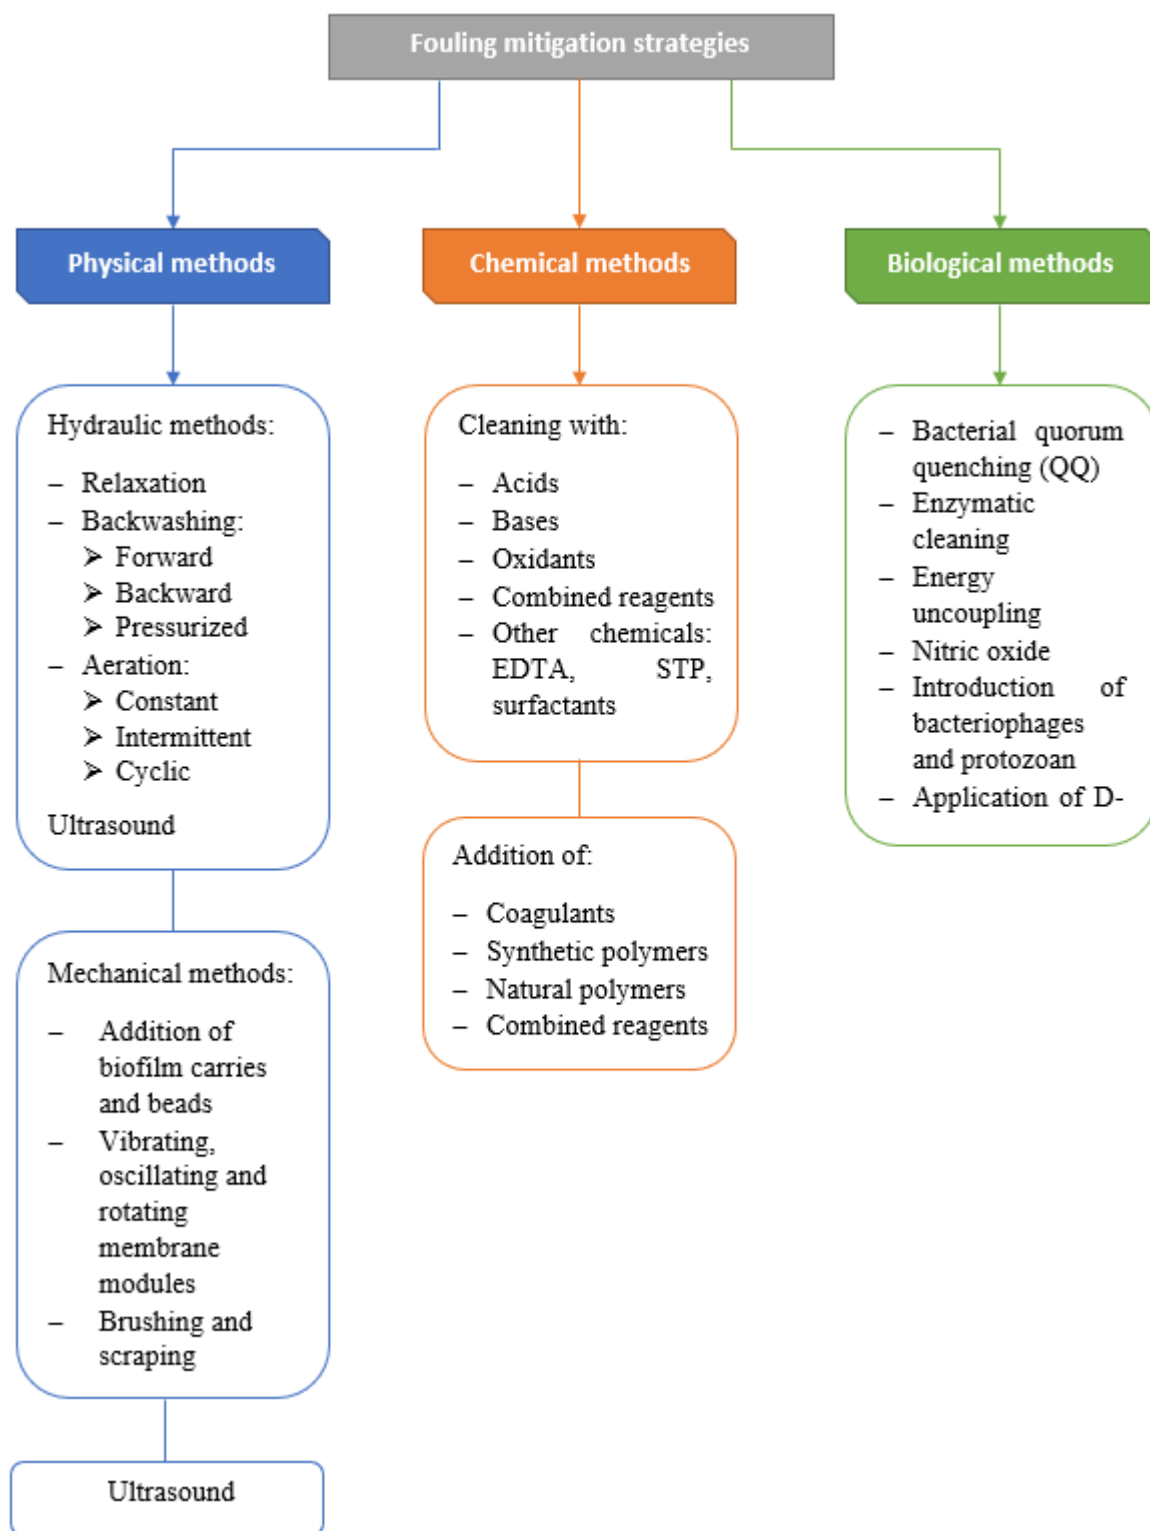 Fouling mitigation strategies
Physical methods
Hydraulic methods:
– Relaxation
– Backwashing:
➢ Forward
➢ Backward
➢ Pressurized
– Aeration:
➢ Constant
➢ Intermittent
➢ Cyclic
Ultrasound
Mechanical methods:
– Addition of
biofilm carries
and beads
– Vibrating,
oscillating and
rotating
membrane
modules
– Brushing and
scraping
Ultrasound
Chemical methods
Cleaning with:
– Acids
– Bases
– Oxidants
– Combined reagents
– Other chemicals:
EDTA, STP,
surfactants
Addition of:
– Coagulants
– Synthetic polymers
– Natural polymers
– Combined reagents
Biological methods
– Bacterial quorum
quenching (QQ)
– Enzymatic
cleaning
– Energy
uncoupling
– Nitric oxide
– Introduction of
bacteriophages
and protozoan
– Application of D-